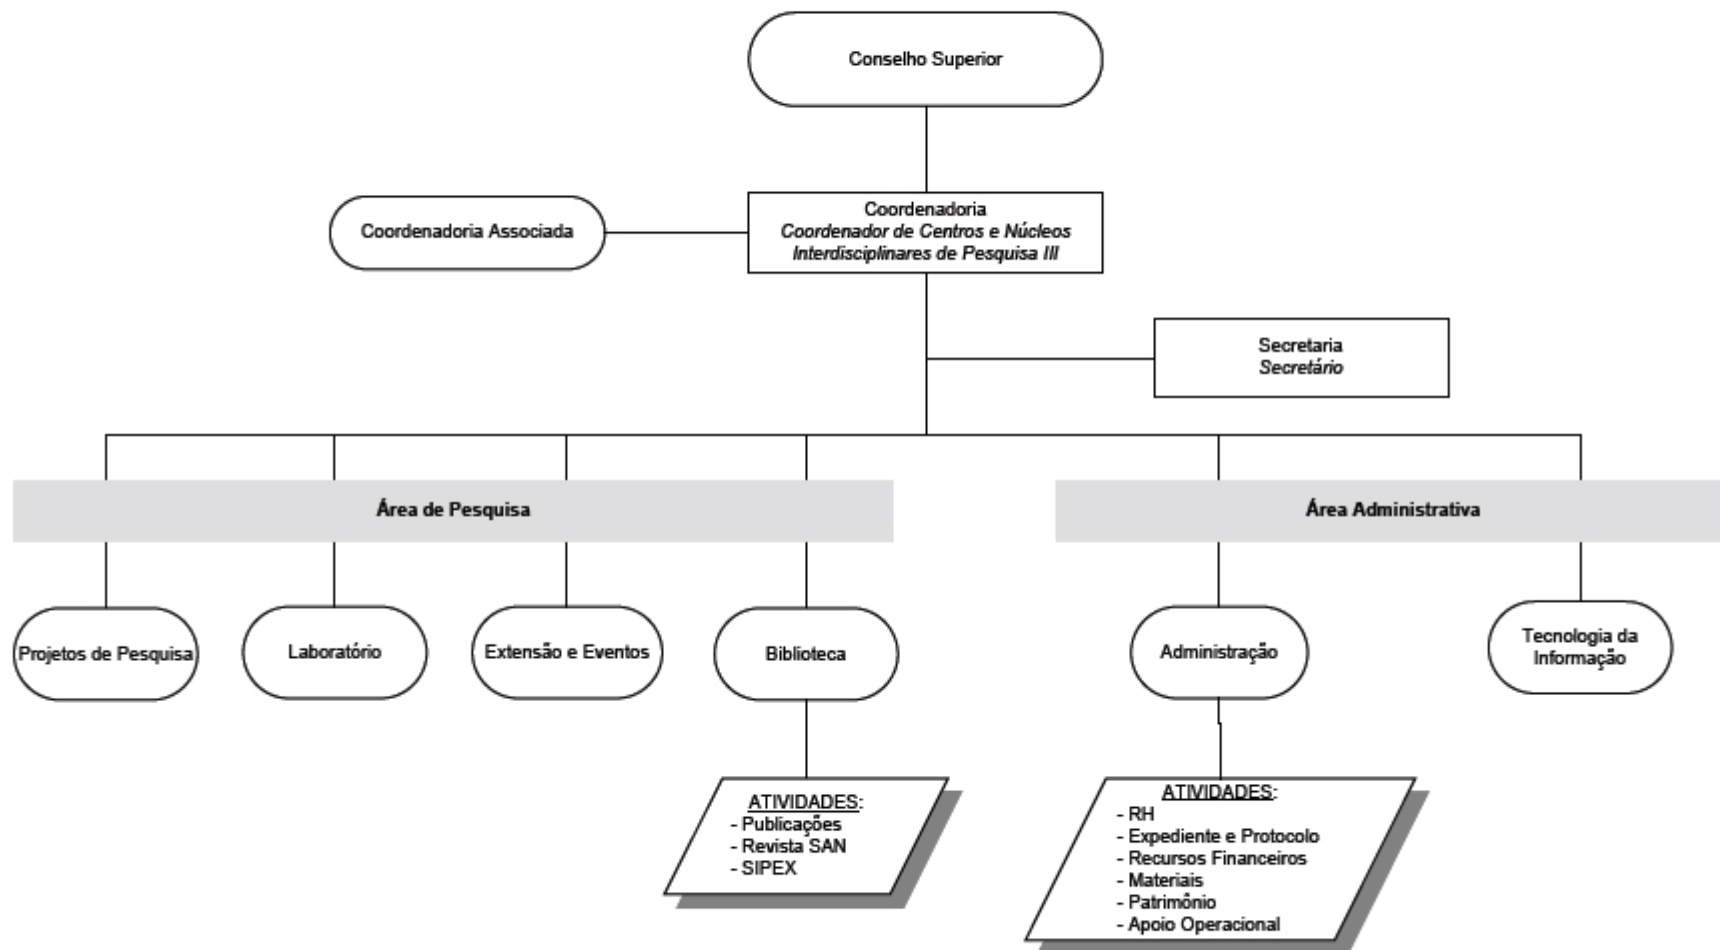 Conselho Superior
Coordenadoria Associada
Coordenadoria
Coordenador de Centros e Núcleos
Interdisciplinares de Pesquisa III
Secretaria
Secretário
Área de Pesquisa
Área Administrativa
Projetos de Pesquisa
Laboratório
Extensão e Eventos
Biblioteca
Administração
Tecnologia da
Informação
ATIVIDADES:
- Publicações
- Revista SAN
- SIPEX
ATIVIDADES:
- RH
- Expediente e Protocolo
- Recursos Financeiros
- Materiais
- Patrimônio
- Apoio Operacional